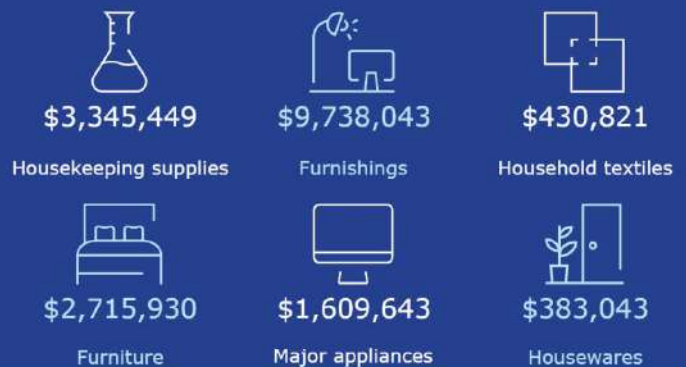 $3,345,449 $9,738,043 $430,821
Housekeeping supplies Furnishings Household textiles
$2,715,930 $1,609,643 $383,043
Furniture Major appliances Housewares